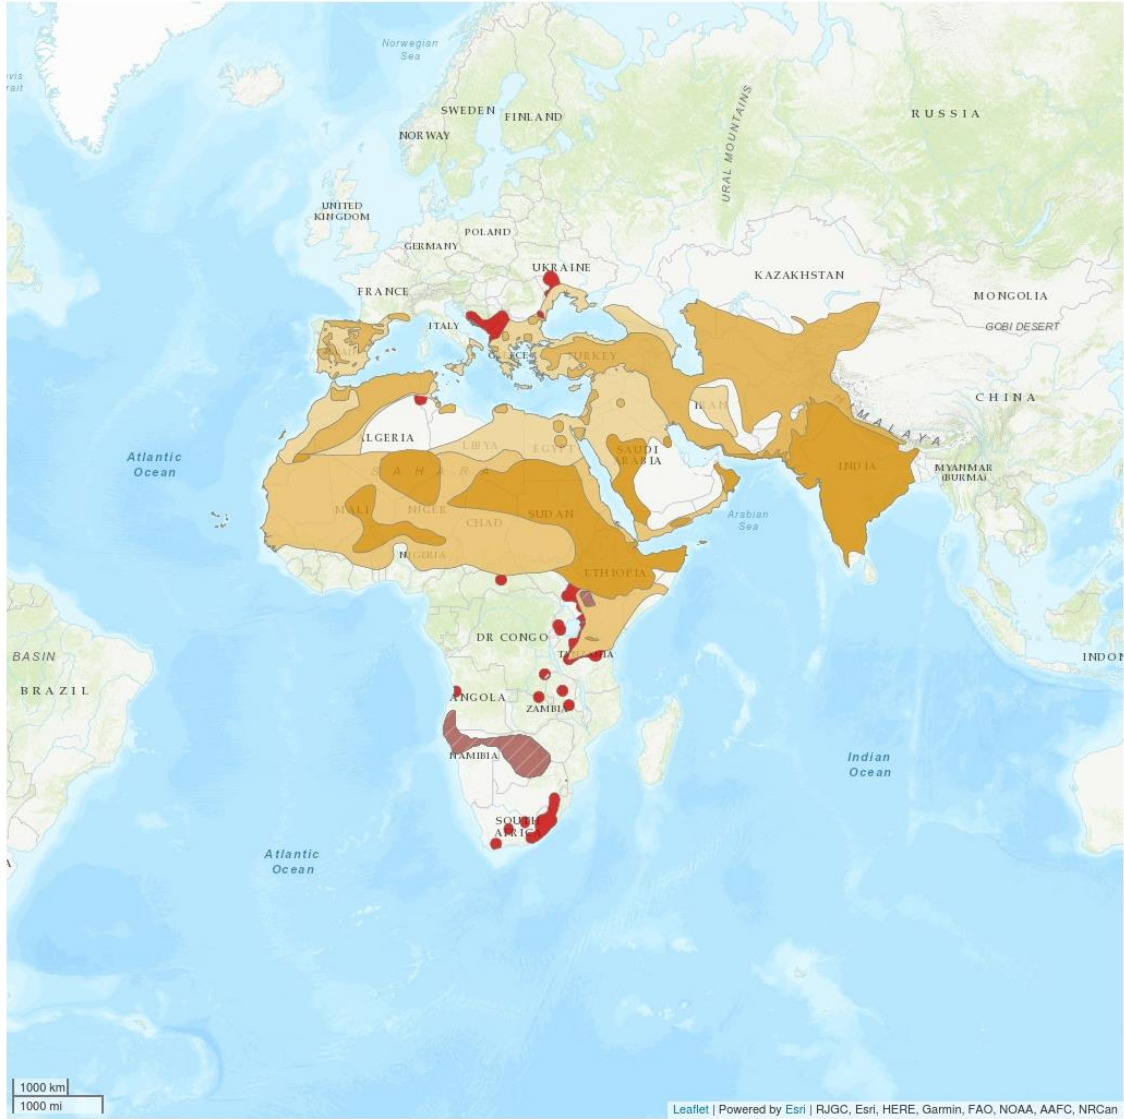 Norwegian
Sea
SWEDEN
FINLAND
NORWAY
RUSSIA
URAL MOUNTAINS
UNITED
KINGDOM
POLAND
GERMANY
UKRAINE
KAZAKHSTAN
FRANCE
MONGOLIA
ITALY
GOBI DESERT
TURKEY
IRAN
CHINA
HIMALAYA
ALGERIA
LIBYA
EGYPT
SAUDI
ARABIA
Atlantic
Ocean
SAHARA
INDIA
MYANMAR
(BURMA)
MALI
NIGER
CHAD
SUDAN
Arabian
Sea
NIGERIA
ETHIOPIA
DR CONGO
TANZANIA
BASIN
INDON
BRAZIL
ANGOLA
ZAMBIA
NAMIBIA
Indian
Ocean
SOUTH
AFRICA
Atlantic
Ocean
A
1000 km
1000 mi
Leaflet | Powered by Esri | RJGC, Esri, HERE, Garmin, FAO, NOAA, AAFC, NRCan